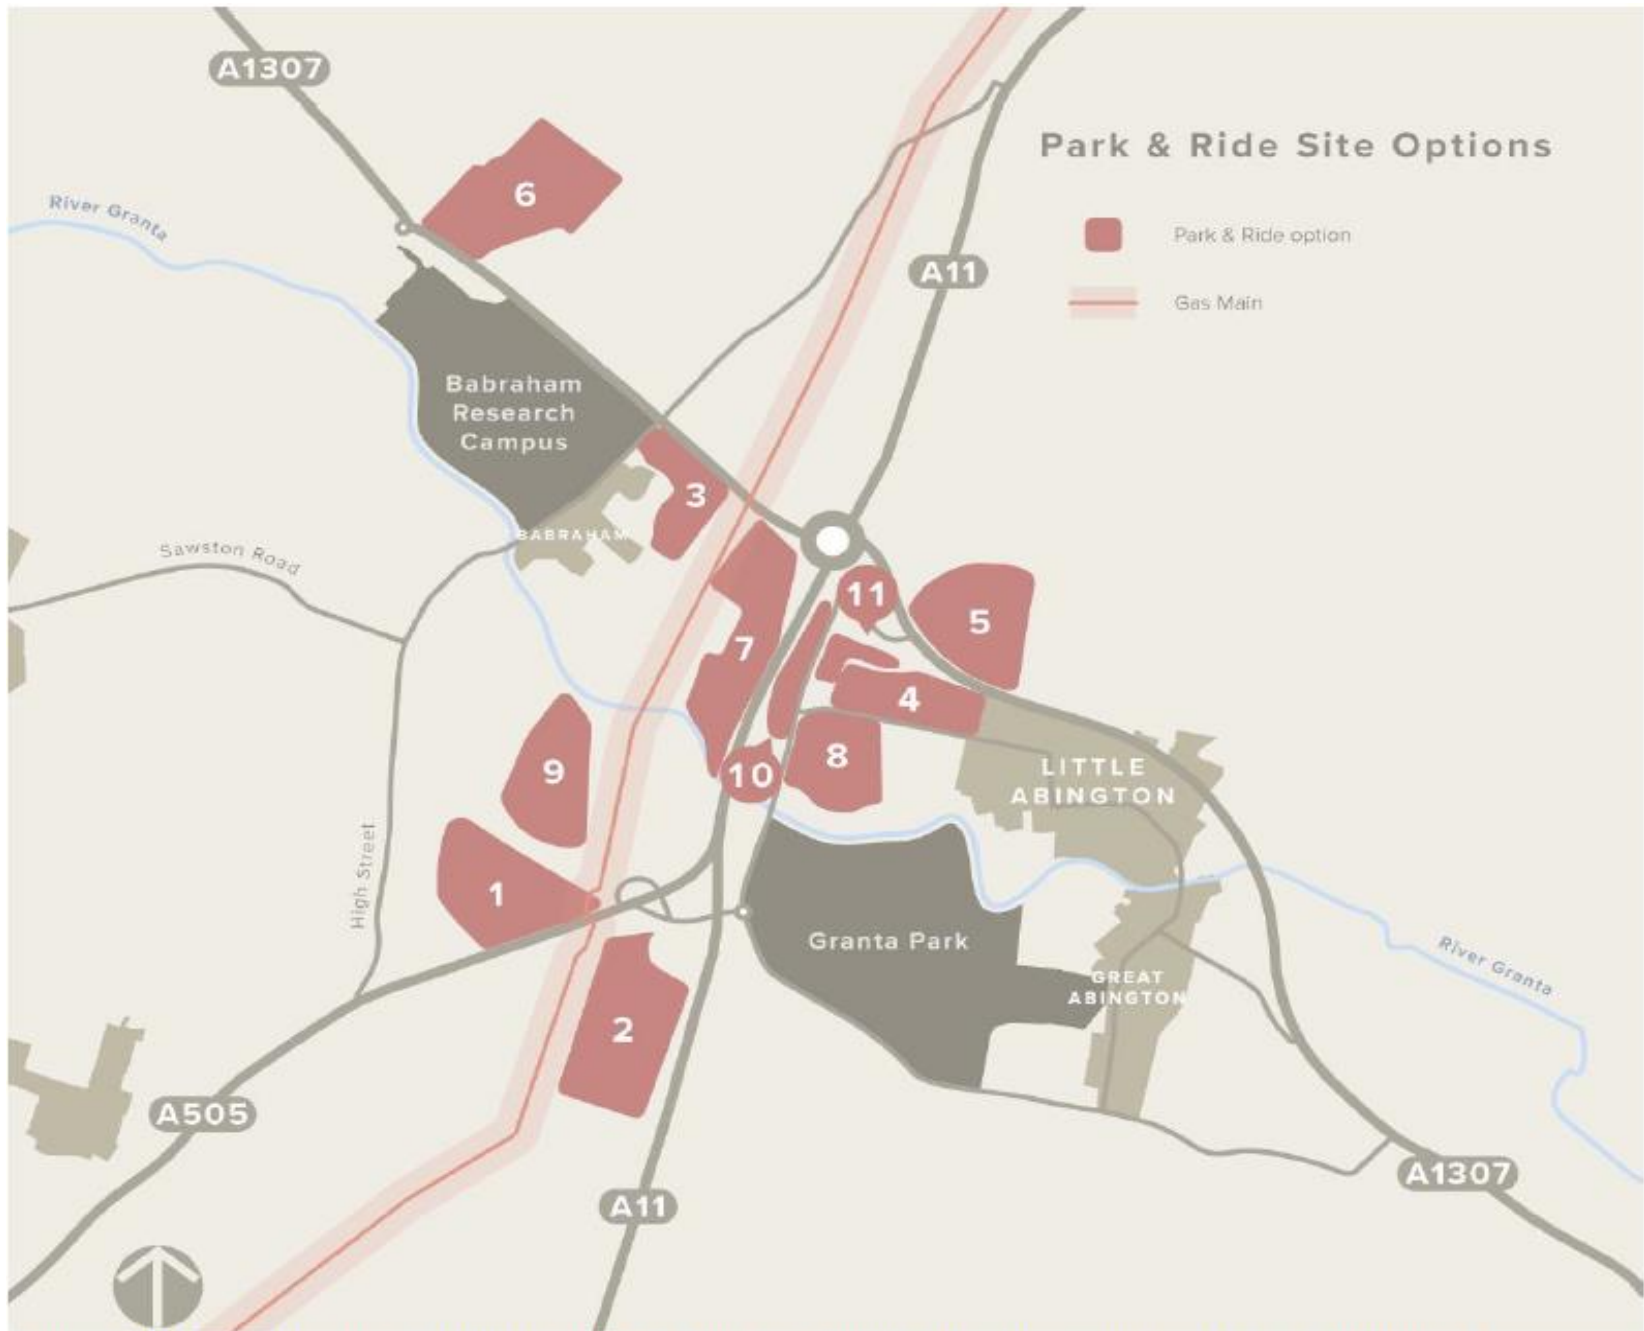 A1307
Park & Ride Site Options
6
River Granta
Park & Ride option
A11
Gas Main
Babraham
Research
Campus
3
BABRAHAM
Sawston Road
11
5
7
4
8
9
10
LITTLE
ABINGTON
High Street
1
Granta Park
River Granta
GREAT
ABINGTON
2
A505
A1307
A11